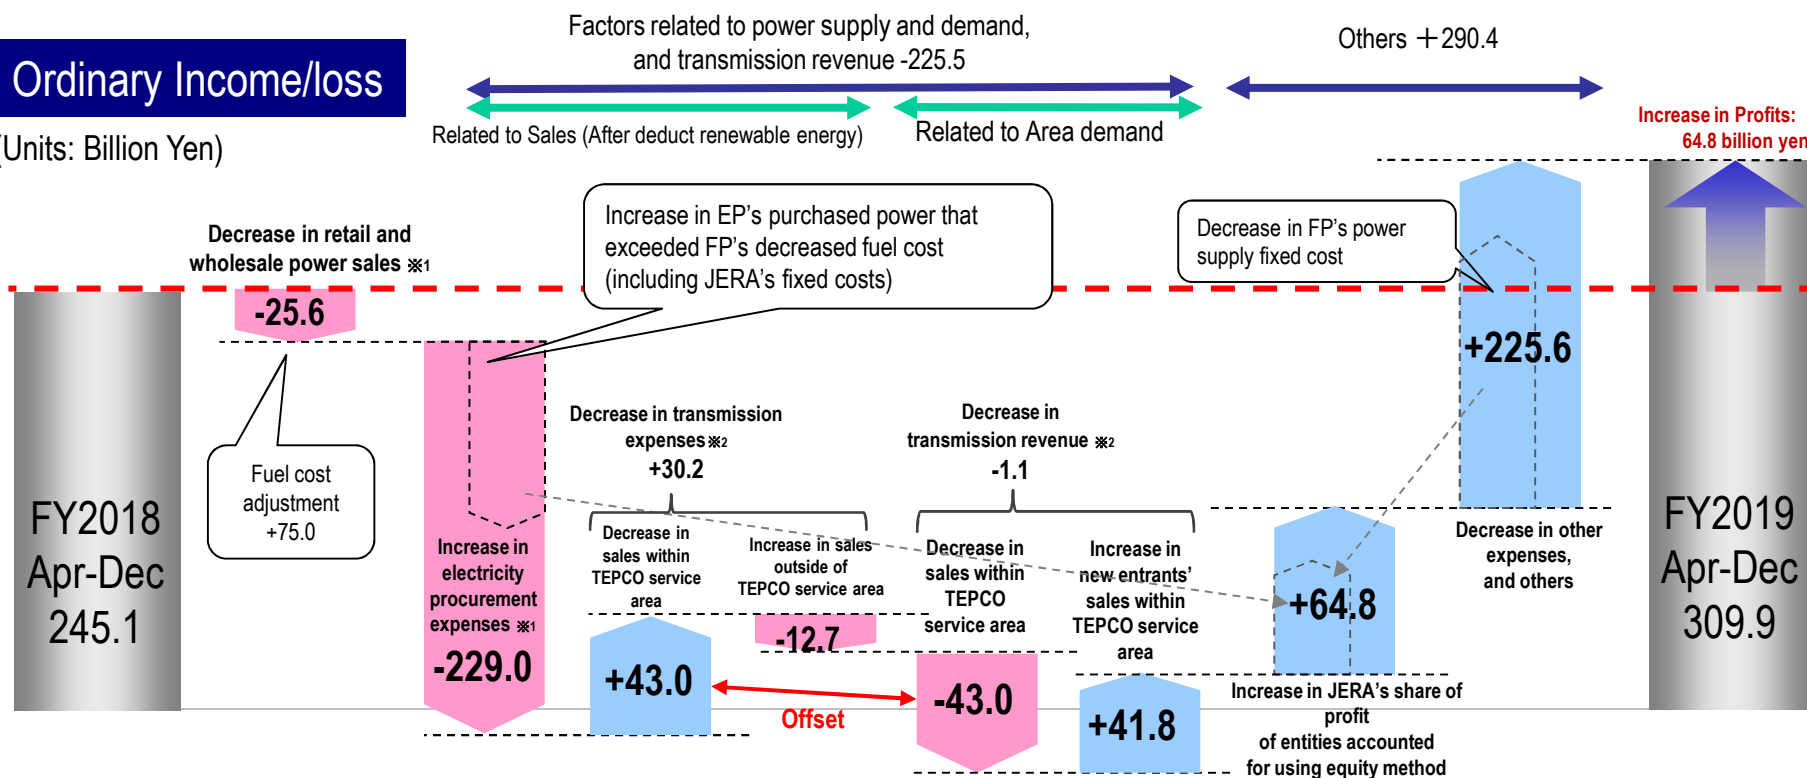 Ordinary Income/loss
(Units: Billion Yen)
Factors related to power supply and demand,
and transmission revenue -225.5
Others ＋290.4
Related to Sales (After deduct renewable energy)
Related to Area demand
Increase in Profits:
64.8 billion yen
Decrease in retail and
wholesale power sales ※1
-25.6
Increase in EP’s purchased power that
exceeded FP’s decreased fuel cost
(including JERA’s fixed costs)
Decrease in FP’s power
supply fixed cost
Fuel cost
adjustment
+75.0
FY2018
Apr-Dec
245.1
Increase in
electricity
procurement
expenses ※1
-229.0
Decrease in transmission
expenses※2
+30.2
Decrease in
sales within
TEPCO service
area
+43.0
Increase in sales
outside of
TEPCO service area
-12.7
Offset
Decrease in
transmission revenue ※2
-1.1
Decrease in
sales within
TEPCO
service area
-43.0
Increase in
new entrants’
sales within
TEPCO service
area
+41.8
+64.8
Increase in JERA’s share of
profit
of entities accounted
for using equity method
+225.6
Decrease in other
expenses,
and others
FY2019
Apr-Dec
309.9